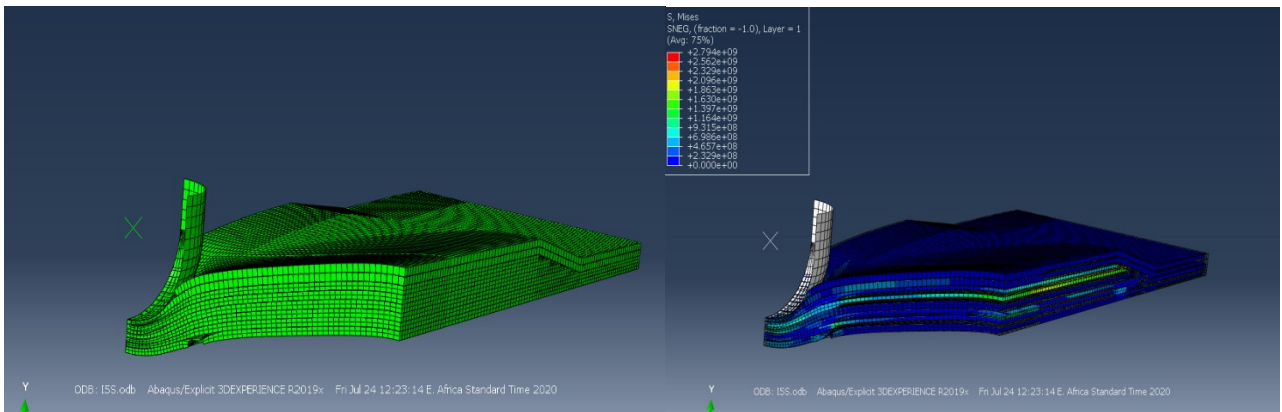 S, Mises
SNEG, (fraction = -1.0), Layer = 1
(Avg: 75%)
+2.794e+09
+2.562e+09
+2.329e+09
+2.096e+09
+1.863e+09
+1.630e+09
+1.397e+09
+1.164e+09
+9.315e+08
+6.986e+08
+4.657e+08
+2.329e+08
+0.000e+00
X
X
Y
ODB: ISS.odb Abaqus/Explicit 3DEXPERIENCE R2019x Fri Jul 24 12:23:14 E. Africa Standard Time 2020
Y
ODB: ISS.odb Abaqus/Explicit 3DEXPERIENCE R2019x Fri Jul 24 12:23:14 E. Africa Standard Time 2020